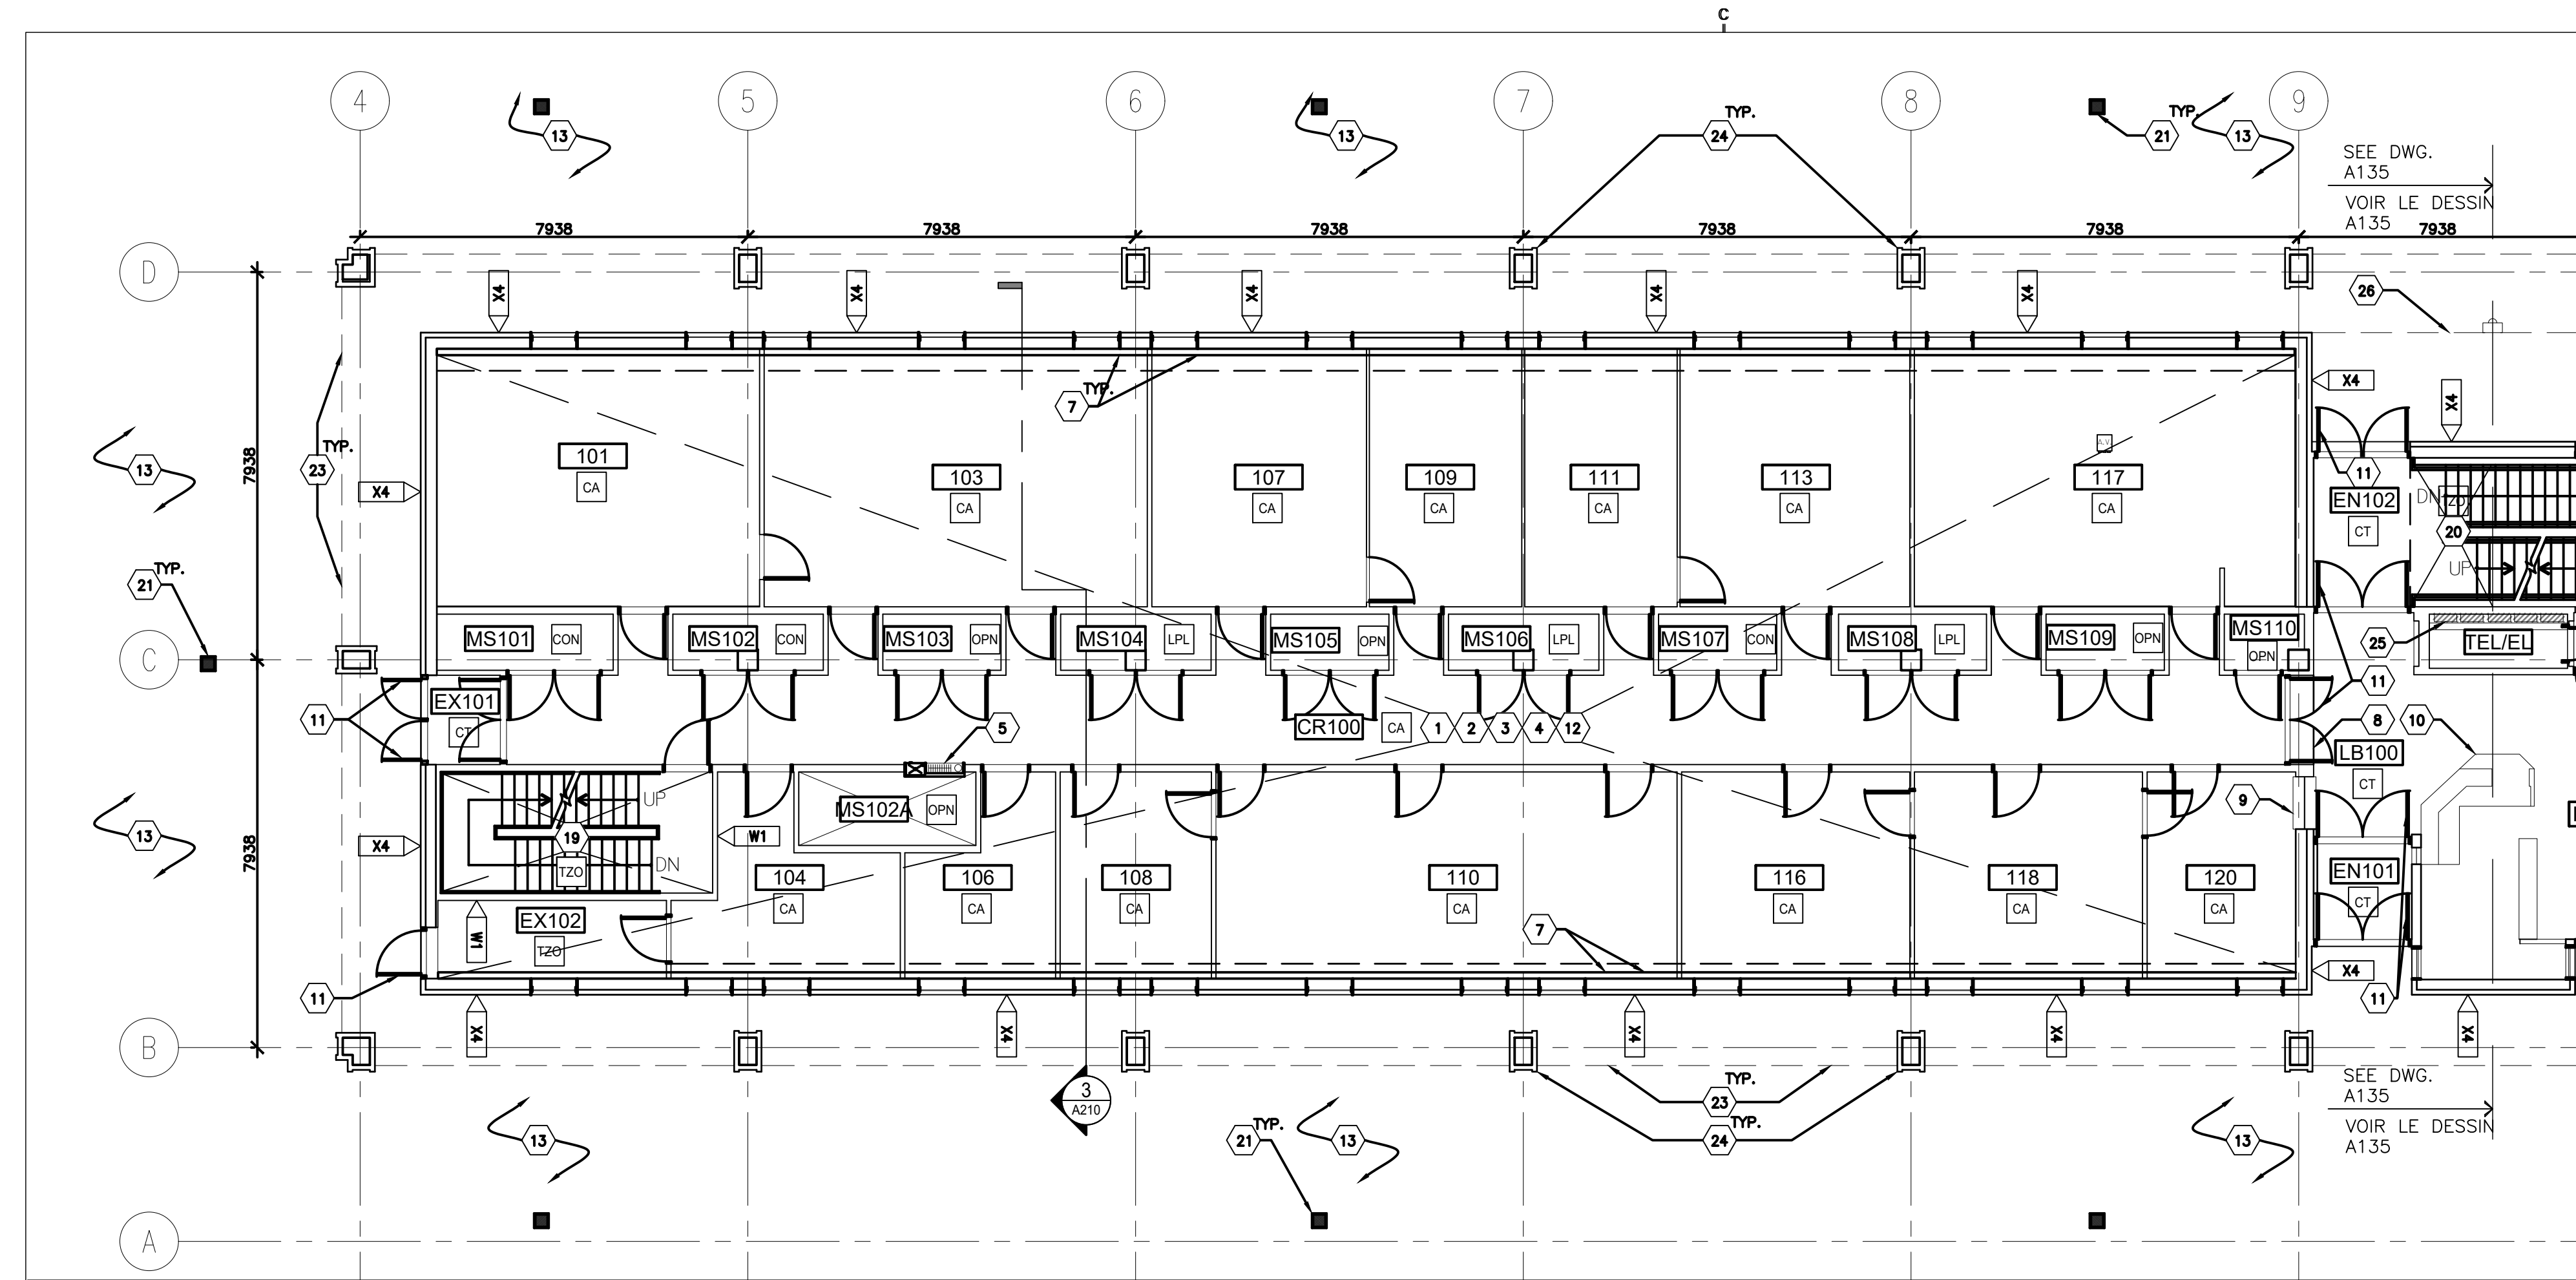 C
4
5
6
7
8
9
13
13
TYP.
24
TYP.
21
13
SEE DWG.
A135
VOIR LE DESSIN
A135
7938
7938
7938
7938
7938
7938
D
X4
X4
X4
X4
X4
26
7938
13
TYP.
23
X4
TYP.
7
X4
X4
101
CA
103
CA
107
CA
109
CA
111
CA
113
CA
A.V.
117
CA
11
EN102
CT
DN
TZO
20
UP
TYP.
21
C
MS101
CON
MS102
CON
MS103
OPN
MS104
LPL
MS105
OPN
MS106
LPL
MS107
CON
MS108
LPL
MS109
OPN
MS110
OPN
25
TEL/EL
11
EX101
CT
11
5
CR100
CA
1
2
3
4
12
11
8
10
LB100
CT
9
13
7938
X4
UP
19
DN
TZO
W1
MS102A
OPN
104
CA
106
CA
108
CA
110
CA
116
CA
118
CA
120
CA
EN101
CT
EX102
TZO
W1
7
X4
11
11
X4
X4
X4
X4
X4
B
3
A210
TYP.
23
TYP.
24
SEE DWG.
A135
VOIR LE DESSIN
A135
13
TYP.
21
13
13
A